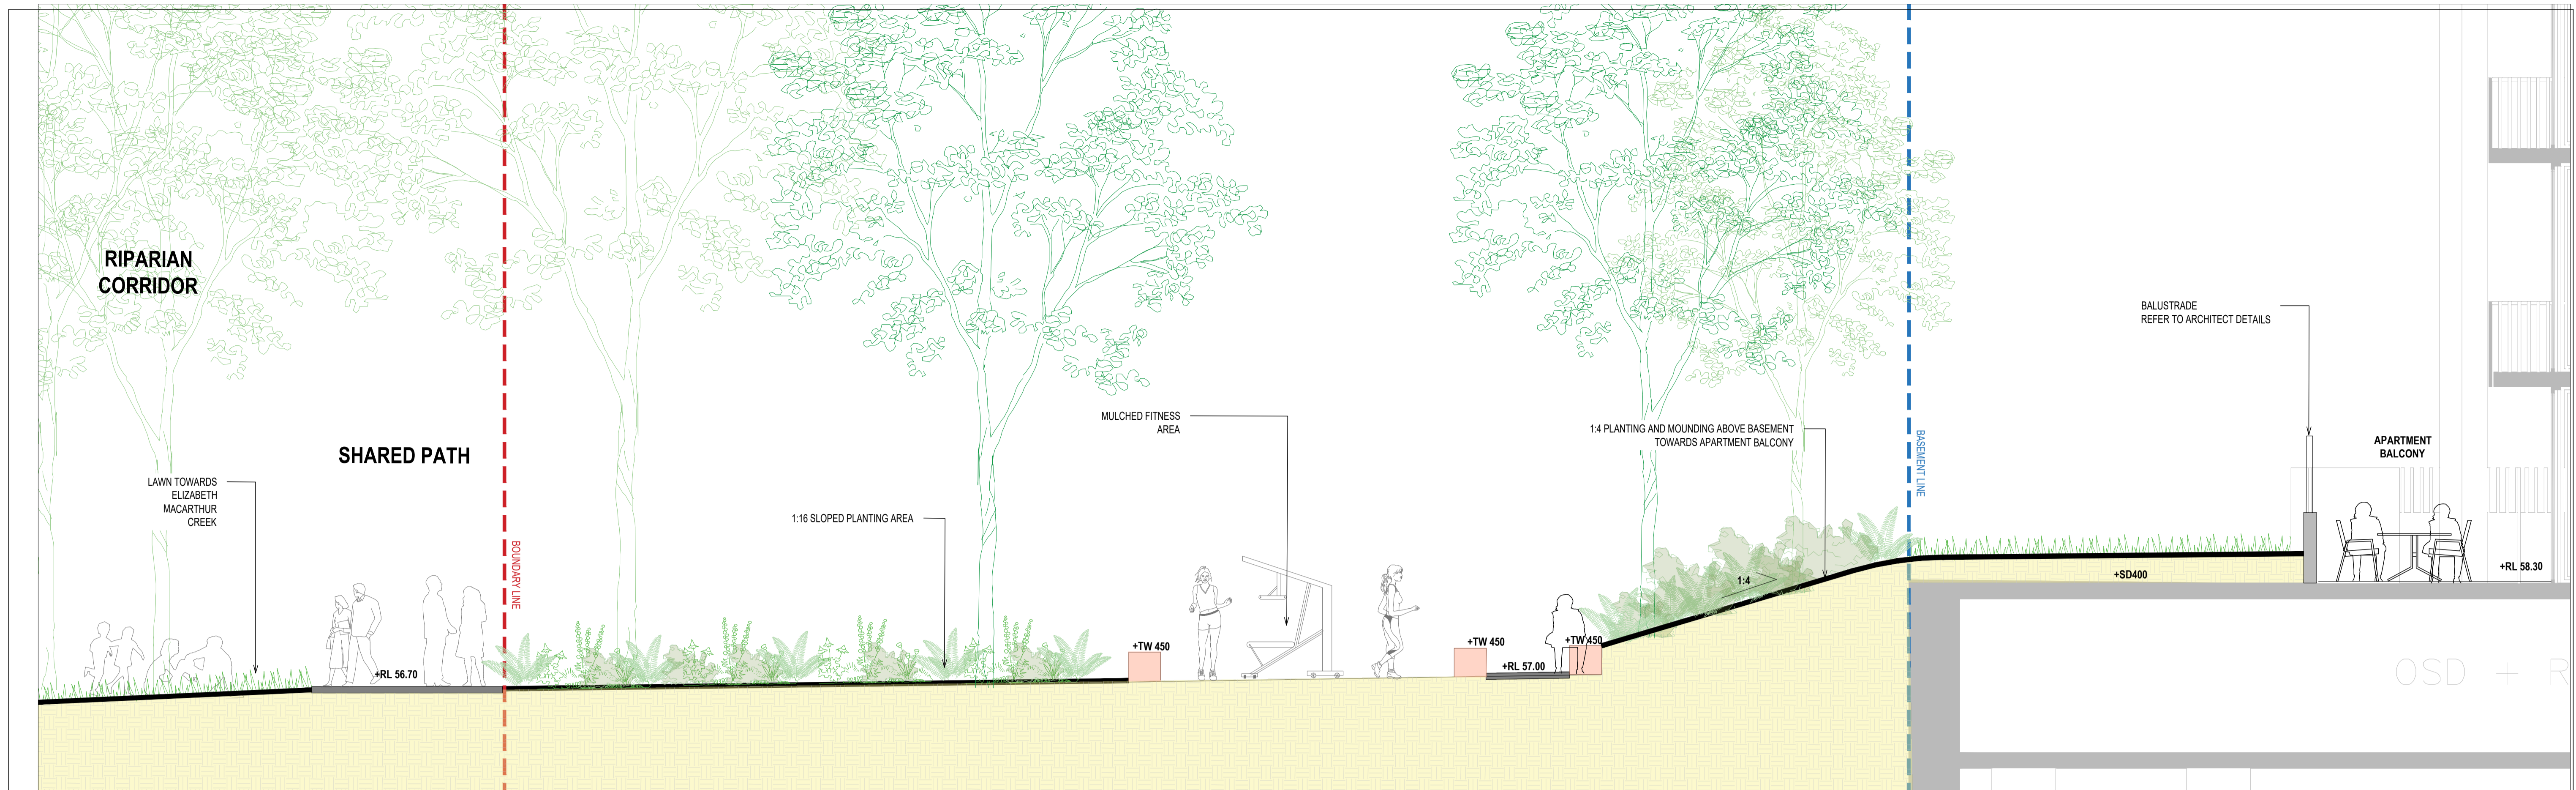 RIPARIAN
CORRIDOR
SHARED PATH
LAWN TOWARDS
ELIZABETH
MACARTHUR
CREEK
+RL 56.70
BOUNDARY LINE
1:16 SLOPED PLANTING AREA
MULCHED FITNESS
AREA
+TW 450
+TW 450
+RL 57.00
+TW 450
1:4 PLANTING AND MOUNDING ABOVE BASEMENT
TOWARDS APARTMENT BALCONY
1:4
BASEMENT LINE
BALUSTRADE
REFER TO ARCHITECT DETAILS
APARTMENT
BALCONY
+SD400
+RL 58.30
OSD + R